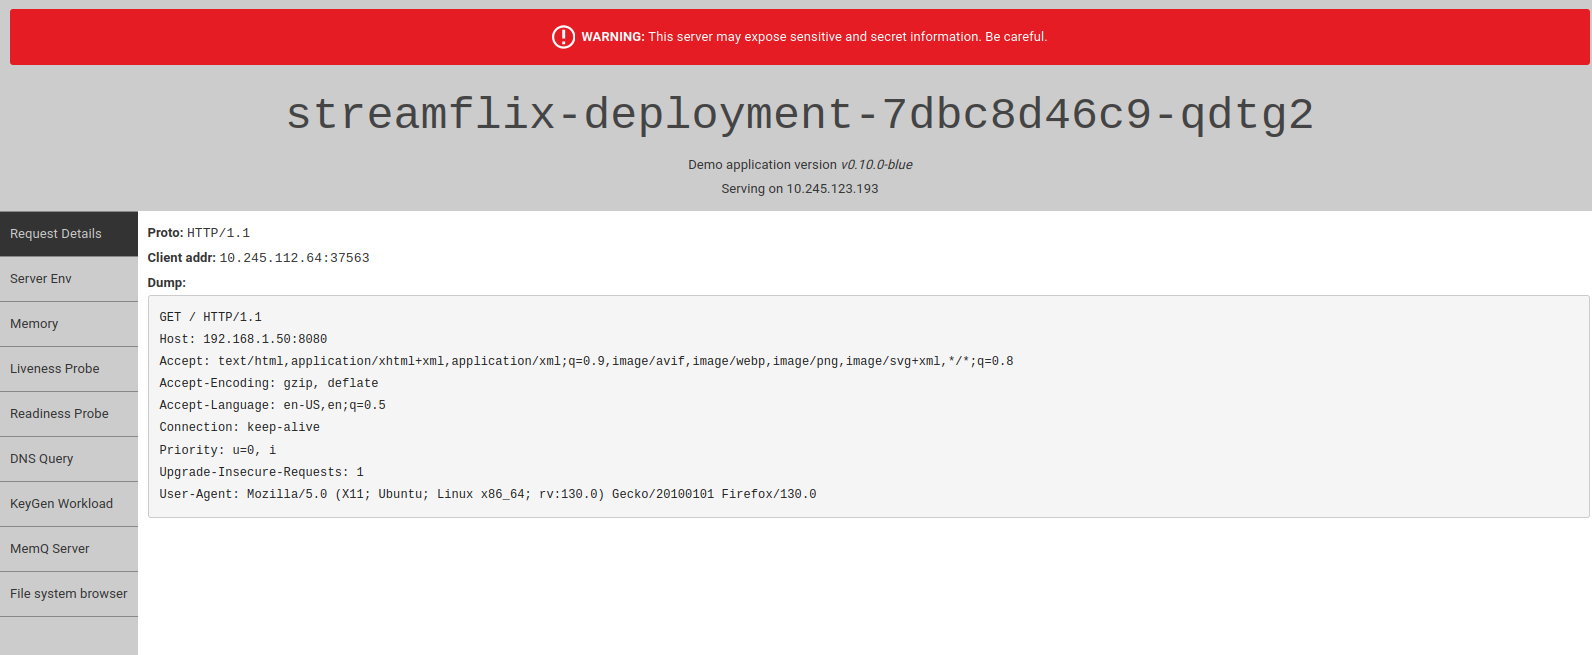 WARNING: This server may expose sensitive and secret information. Be careful.
streamflix-deployment-7dbc8d46c9-qdtg2
Demo application version v0.10.0-blue
Serving on 10.245.123.193
Request Details
Server Env
Memory
Liveness Probe
Readiness Probe
DNS Query
KeyGen Workload
MemQ Server
File system browser
Proto: HTTP/1.1
Client addr: 10.245.112.64:37563
Dump:
GET / HTTP/1.1
Host: 192.168.1.50:8080
Accept: text/html,application/xhtml+xml,application/xml;q=0.9,image/avif,image/webp,image/png,image/svg+xml,*/*;q=0.8
Accept-Encoding: gzip, deflate
Accept-Language: en-US,en;q=0.5
Connection: keep-alive
Priority: u=0, i
Upgrade-Insecure-Requests: 1
User-Agent: Mozilla/5.0 (X11; Ubuntu; Linux x86_64; rv:130.0) Gecko/20100101 Firefox/130.0